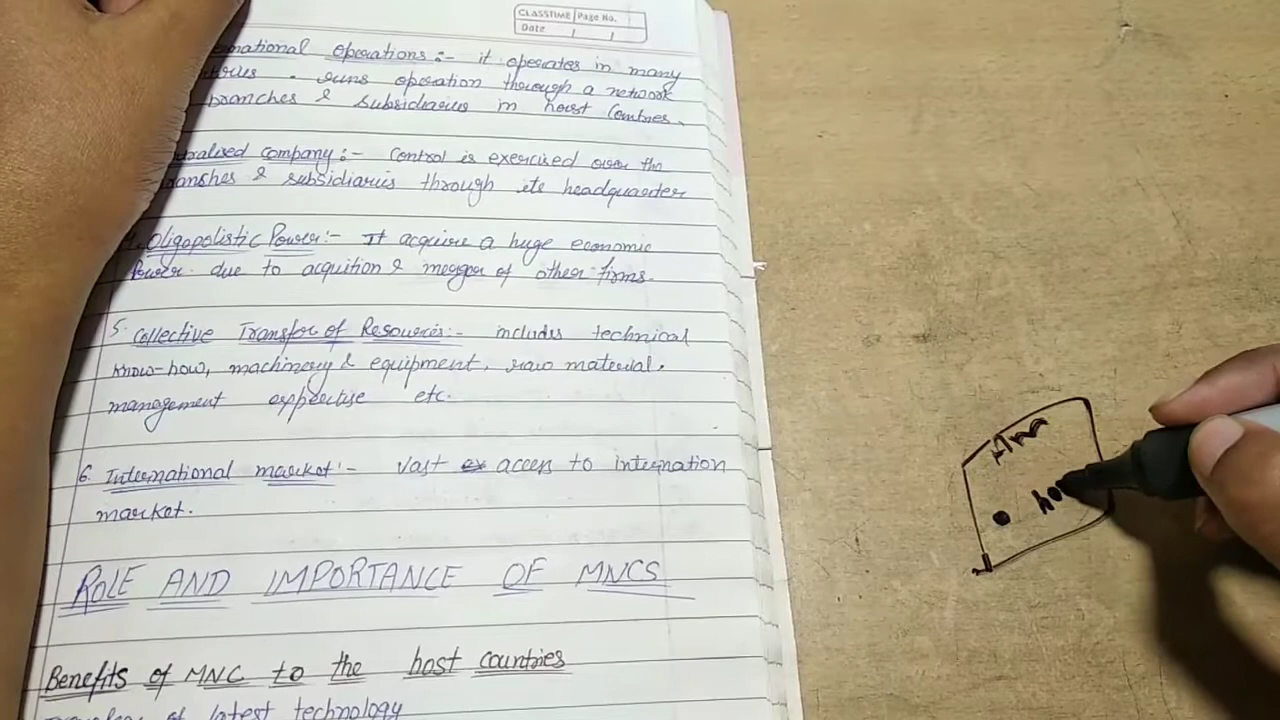 CLASSTIME Page No.
Date / /
national operations:- it operates in many
runs operation through a network
branches & subsidiaries in host Countries.
ralised company:- Control is exercised over the
& subsidiaries through its headquarter
Oligopolistic Power:- It acquire a huge economic
Power due to acquition & of other firms.
5. Collective Transfer of Resources:- includes technical
know-how, machinery & equipment, raw material,
management etc.
6. International market:- Vast access to internation
market.
ROLE AND IMPORTANCE OF MNCS
Benefits of MNC to the host countries
of latest technology
ho